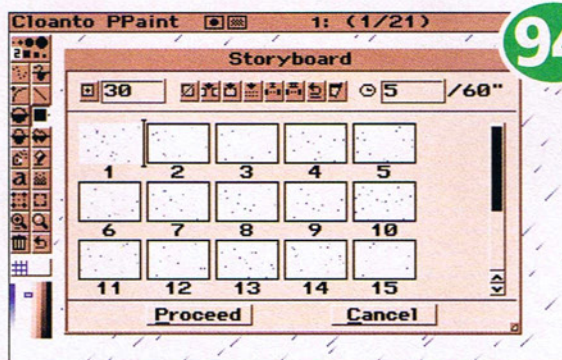 Cloanto PPaint 1: (1/21)
94
Storyboard
30 5 /60"
1 2 3 4 5
6 7 8 9 10
11 12 13 14 15
Proceed Cancel
a